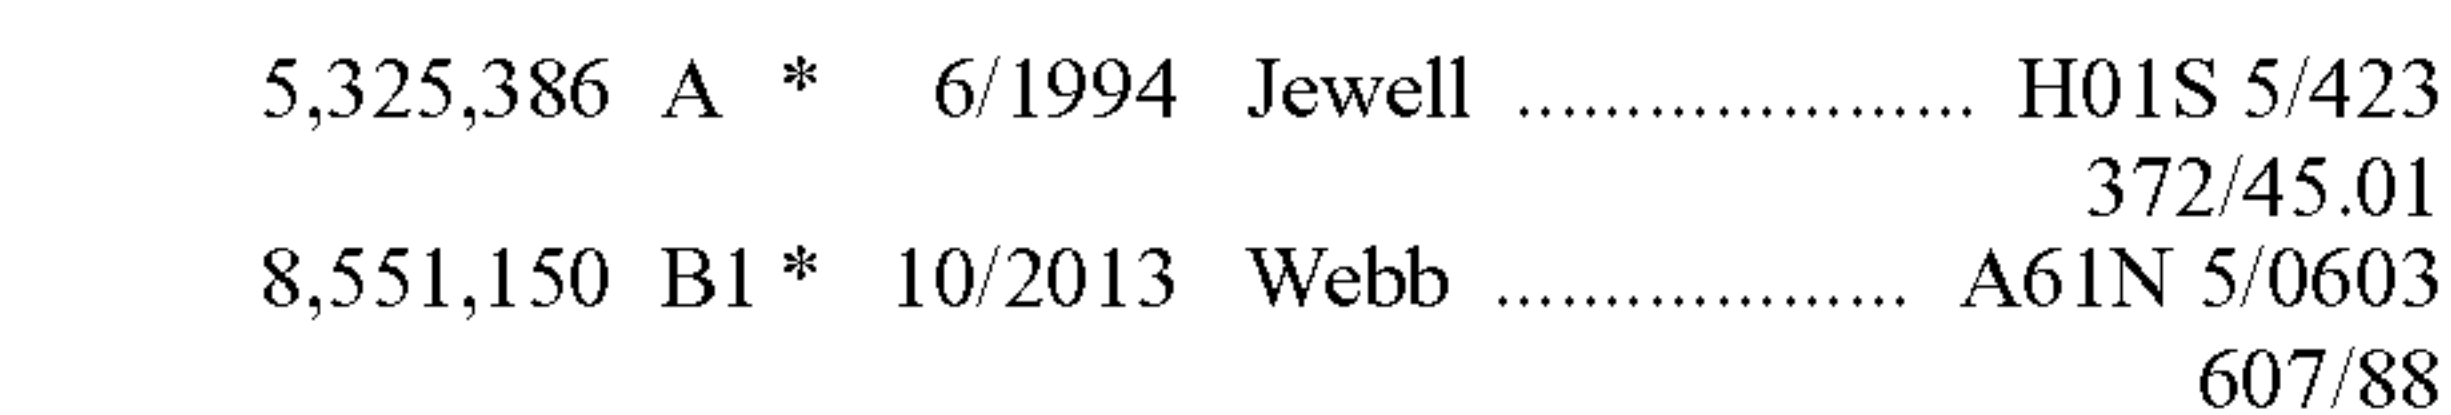 5,325,386 A * 6/1994 Jewell ..................... H01S 5/423
372/45.01
8,551,150 B1 * 10/2013 Webb ................... A61N 5/0603
607/88